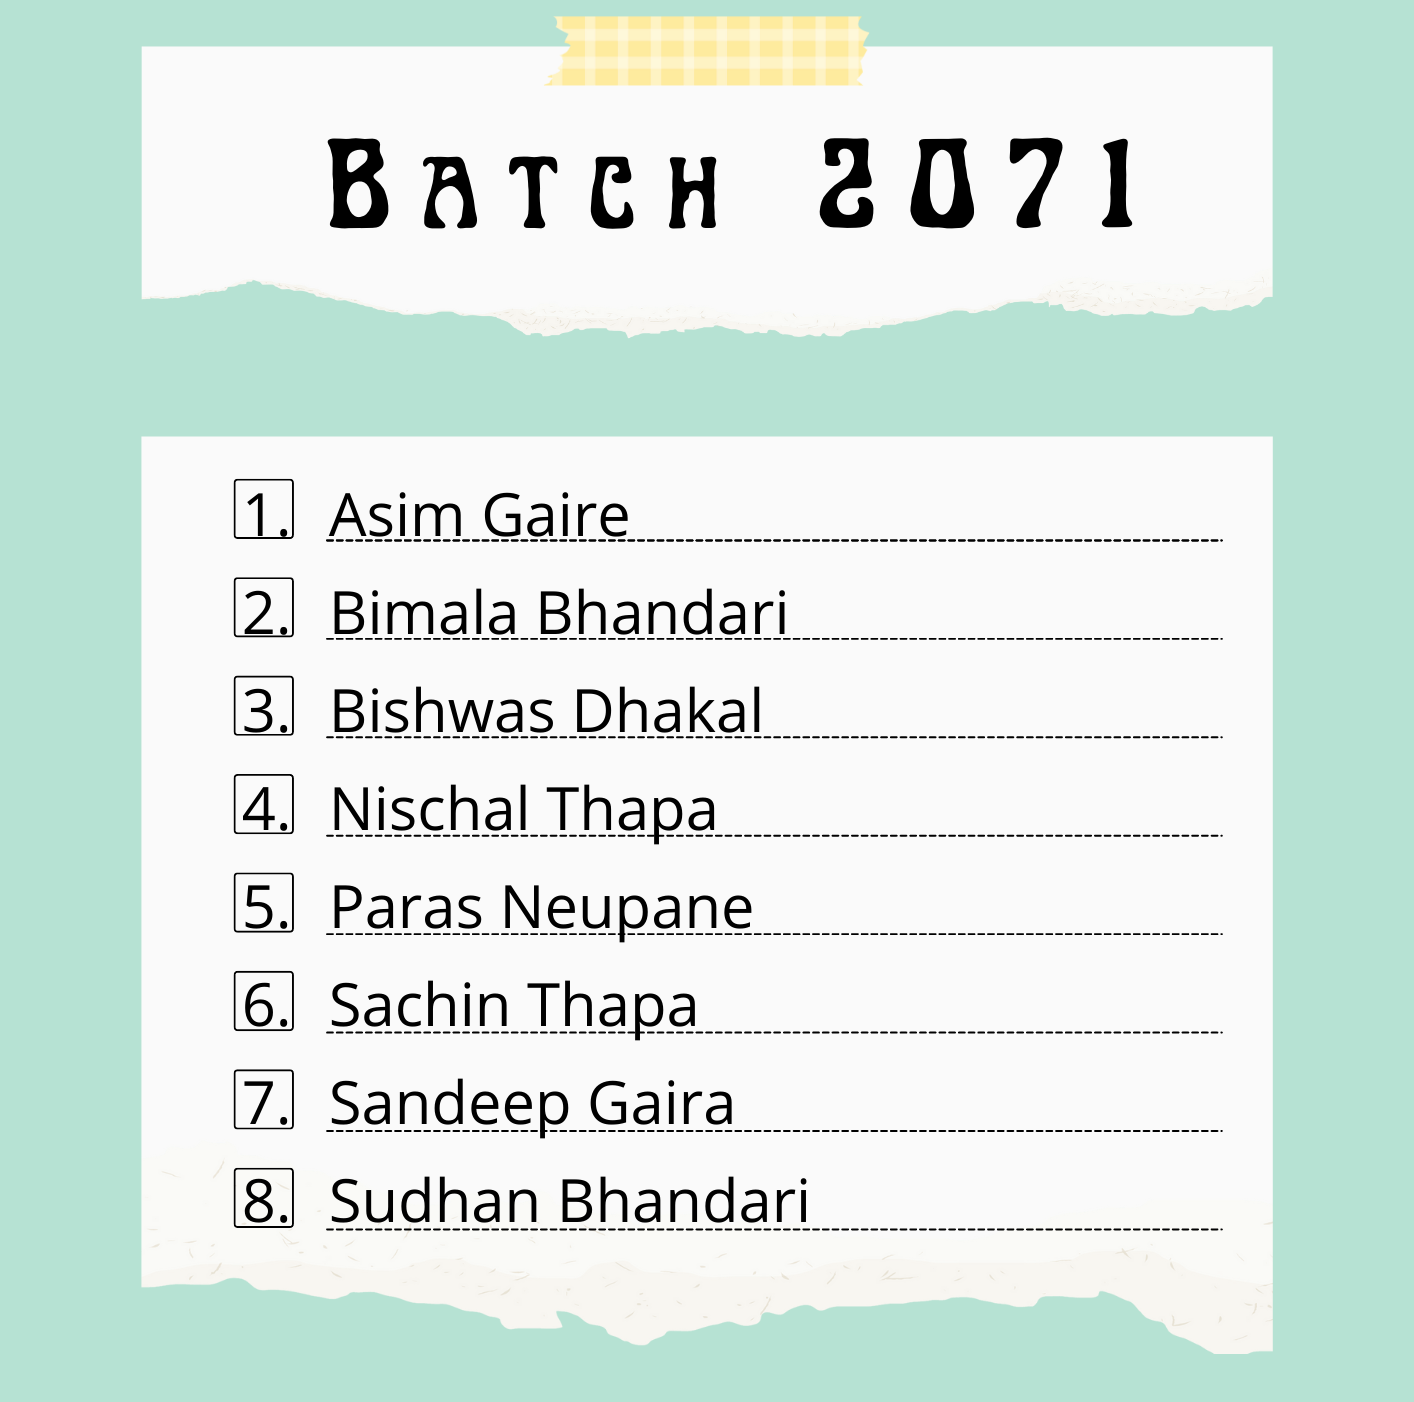 Batch 2071
1. Asim Gaire
2. Bimala Bhandari
3. Bishwas Dhakal
4. Nischal Thapa
5. Paras Neupane
6. Sachin Thapa
7. Sandeep Gaira
8. Sudhan Bhandari